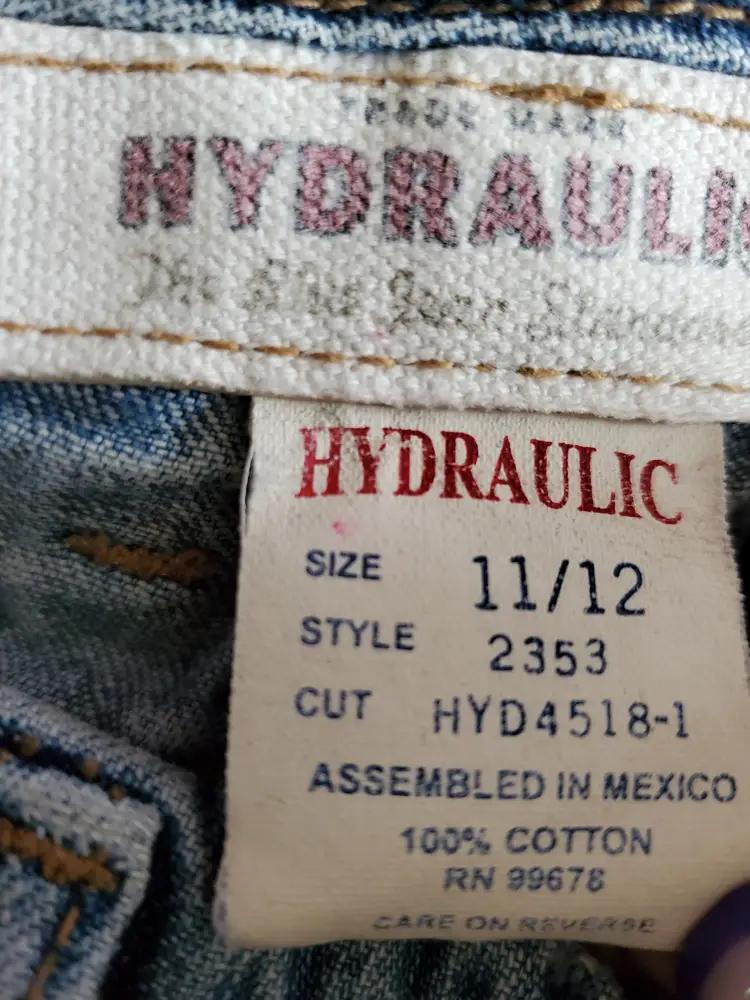 TRADE MARK
HYDRAULI
HYDRAULIC
SIZE 11/12
STYLE 2353
CUT HYD4518-1
ASSEMBLED IN MEXICO
100% COTTON
RN 99678
CARE ON REVERSE